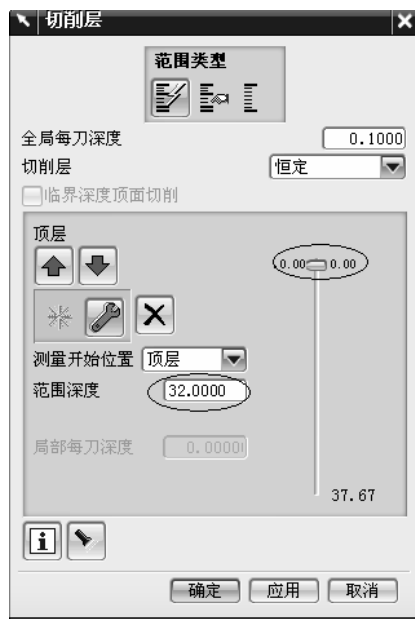 切削层
范围类型
全局每刀深度 0.1000
切削层 恒定
临界深度顶面切削
顶层
0.00 0.00
测量开始位置 顶层
范围深度 32.0000
局部每刀深度 0.0000
37.67
确定 应用 取消